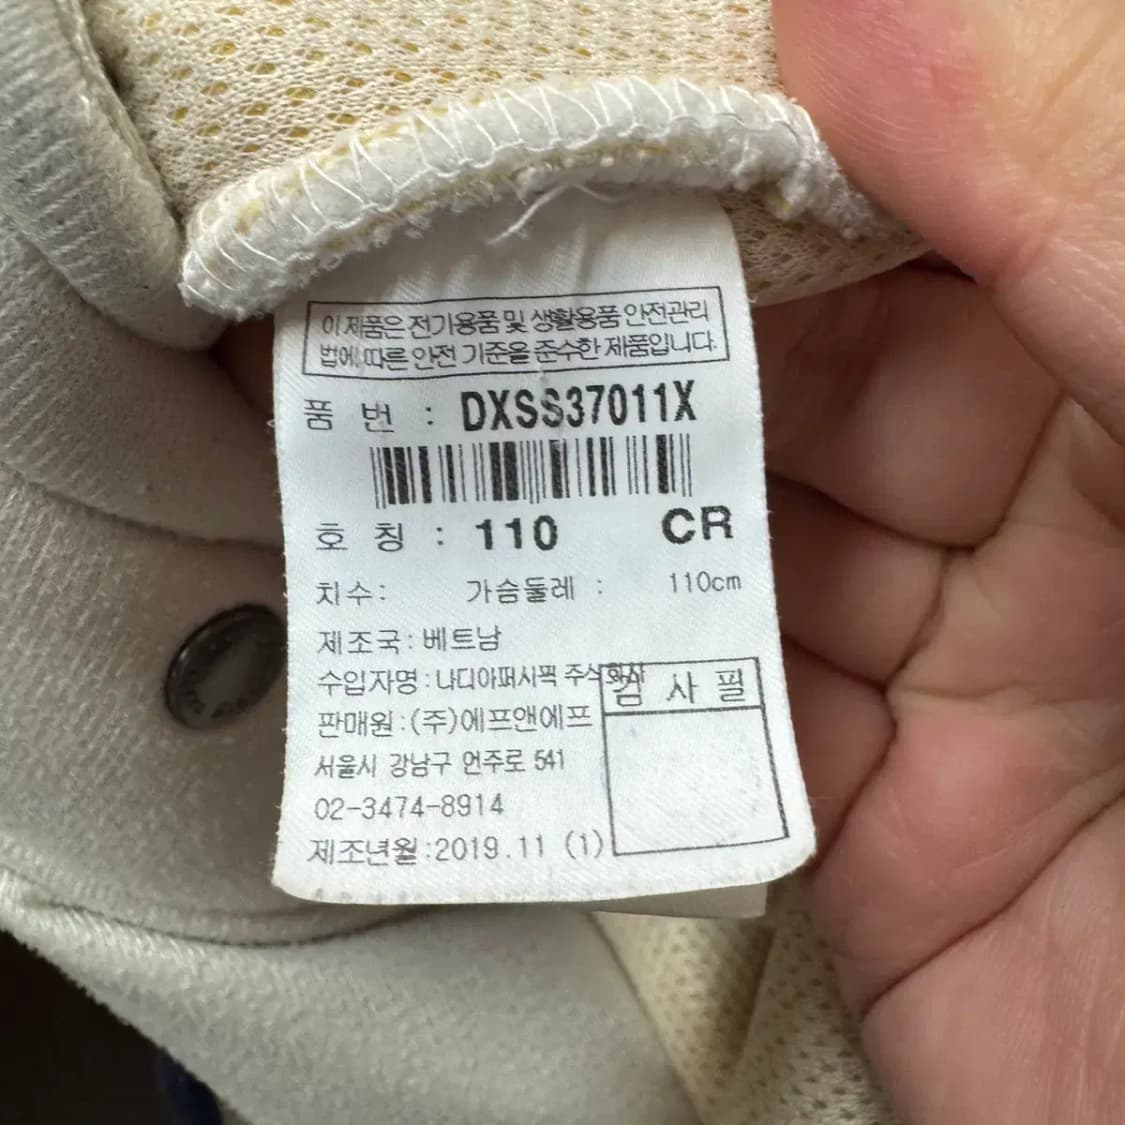 이 제품은 전기용품 및 생활용품 안전관리
법에 따른 안전 기준을 준수한 제품입니다.
품 번 : DXSS37011X
호 칭 : 110 CR
치수: 가슴둘레 : 110cm
제조국:베트남
수입자명:나디아퍼시픽 주식회사
검 사 필
판매원:(주)에프앤에프
서울시 강남구 언주로 541
02-3474-8914
제조년월:2019.11 (1)